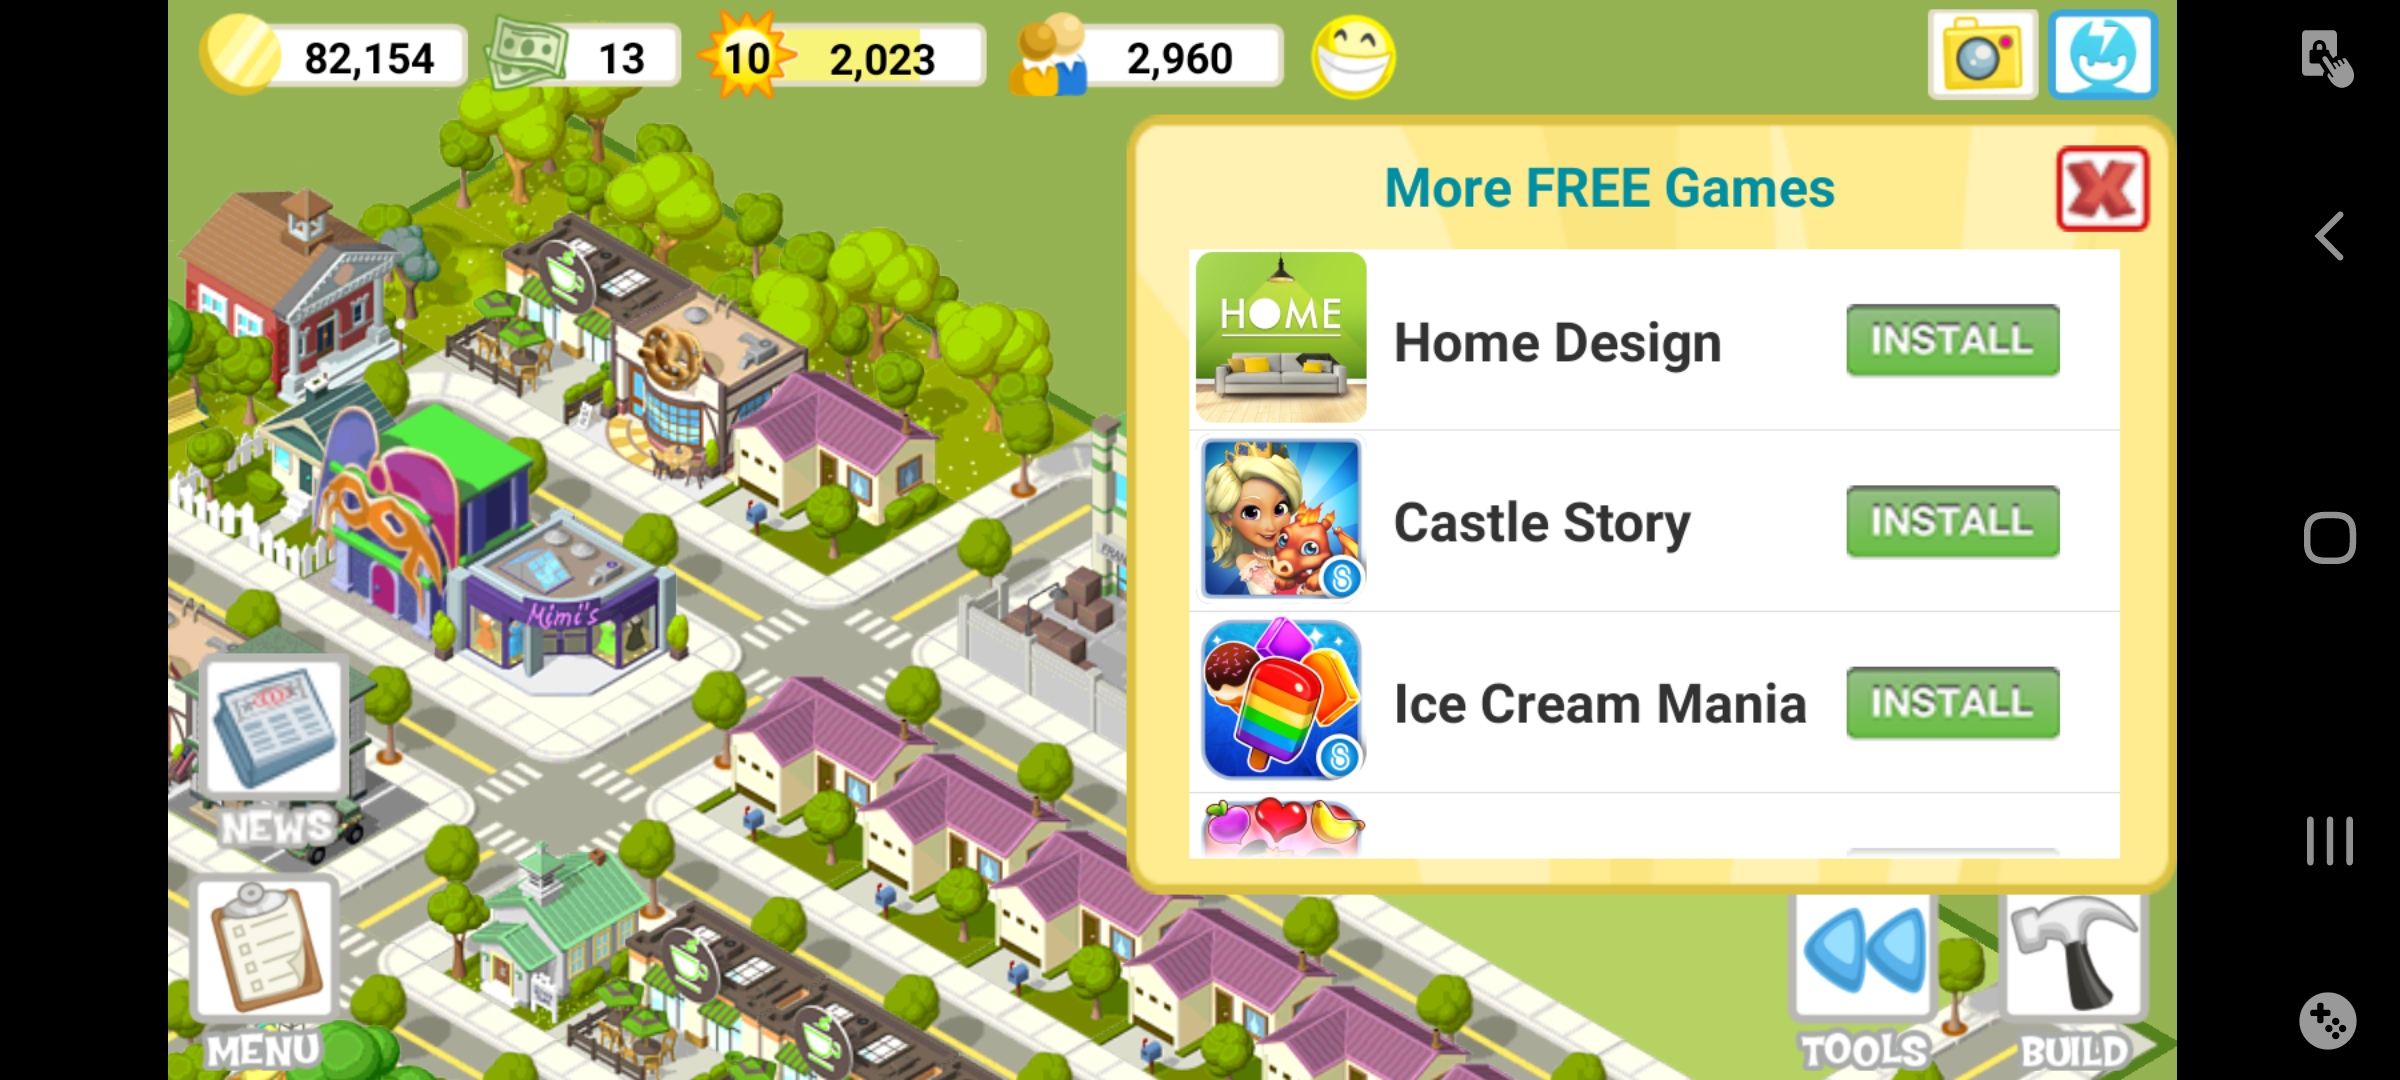 82,154
13
10
2,023
2,960
More FREE Games
HOME
Home Design
INSTALL
Castle Story
INSTALL
Ice Cream Mania
INSTALL
Mimi's
NEWS
MENU
TOOLS
BUILD